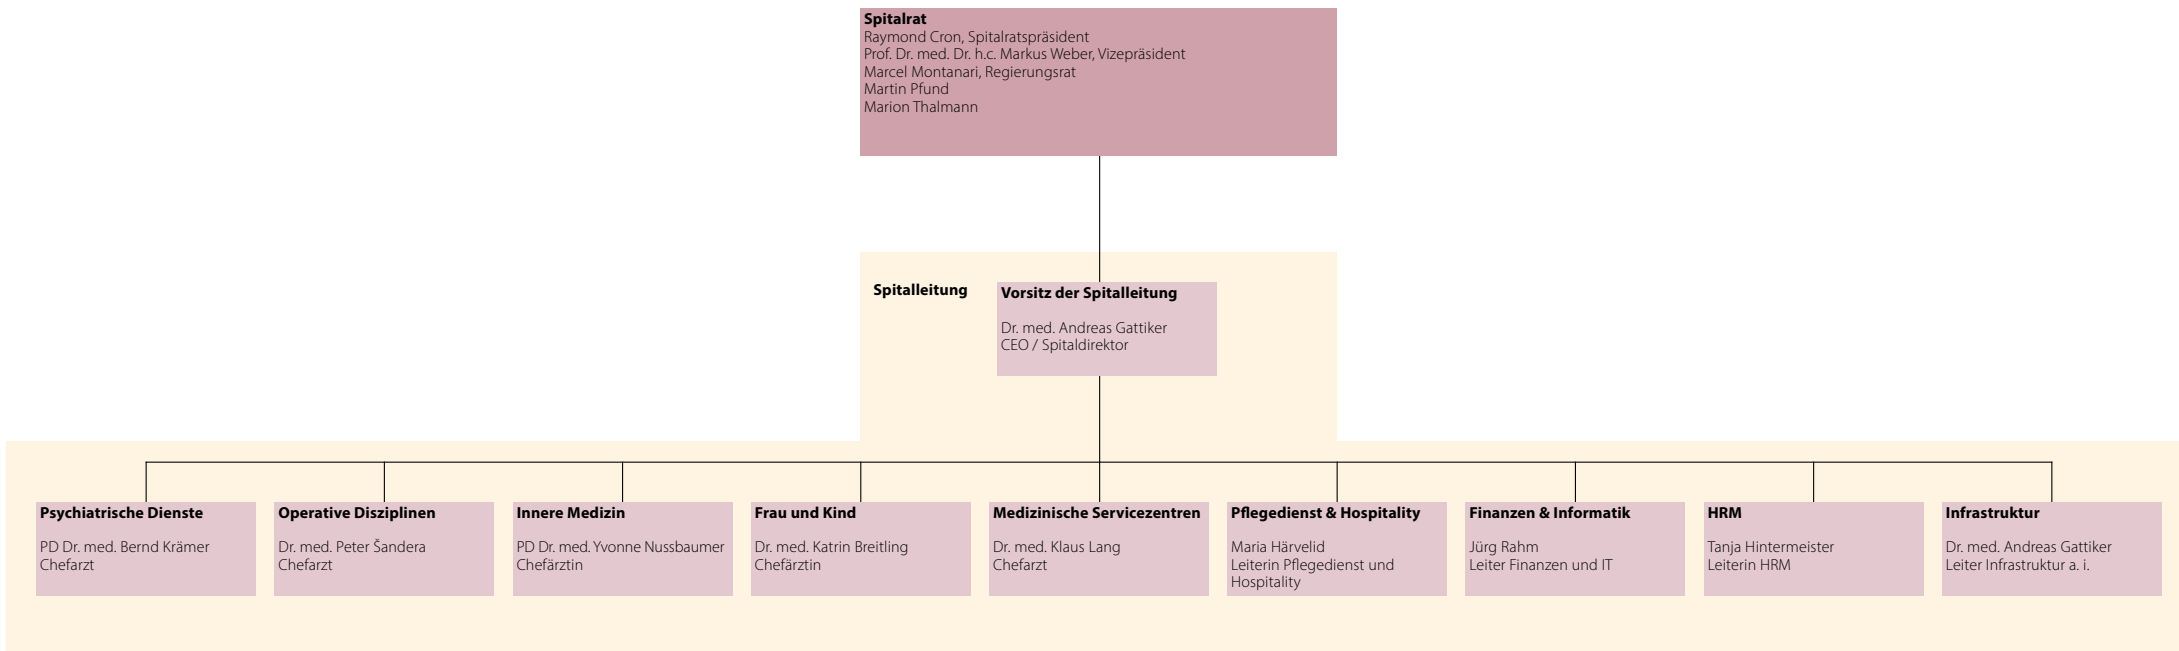 Spitalrat
Raymond Cron, Spitalratspräsident
Prof. Dr. med. Dr. h.c. Markus Weber, Vizepräsident
Marcel Montanari, Regierungsrat
Martin Pfund
Marion Thalmann
Spitalleitung
Vorsitz der Spitalleitung
Dr. med. Andreas Gattiker
CEO / Spitaldirektor
Psychiatrische Dienste
PD Dr. med. Bernd Krämer
Chefarzt
Operative Disziplinen
Dr. med. Peter Šandera
Chefarzt
Innere Medizin
PD Dr. med. Yvonne Nussbaumer
Chefärztin
Frau und Kind
Dr. med. Katrin Breitling
Chefärztin
Medizinische Servicezentren
Dr. med. Klaus Lang
Chefarzt
Pflegedienst & Hospitality
Maria Härvelid
Leiterin Pflegedienst und
Hospitality
Finanzen & Informatik
Jürg Rahm
Leiter Finanzen und IT
HRM
Tanja Hintermeister
Leiterin HRM
Infrastruktur
Dr. med. Andreas Gattiker
Leiter Infrastruktur a. i.